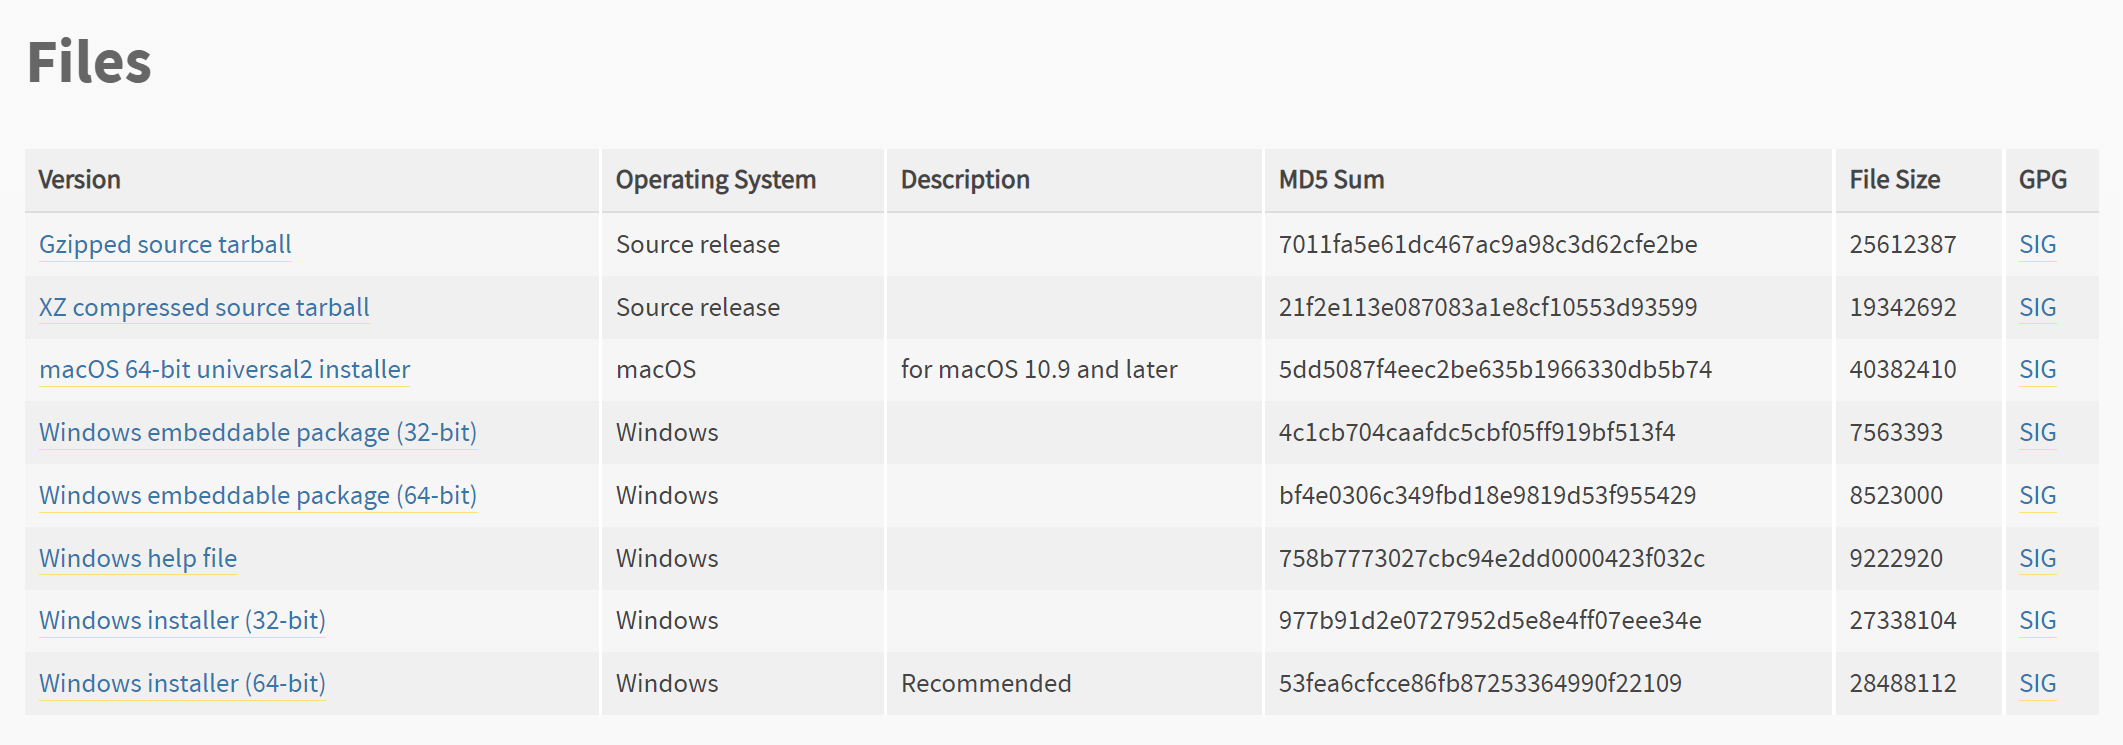 Files
Version Operating System Description MD5 Sum File Size GPG
Gzipped source tarball Source release 7011fa5e61dc467ac9a98c3d62cfe2be 25612387 SIG
XZ compressed source tarball Source release 21f2e113e087083a1e8cf10553d93599 19342692 SIG
macOS 64-bit universal2 installer macOS for macOS 10.9 and later 5dd5087f4eec2be635b1966330db5b74 40382410 SIG
Windows embeddable package (32-bit) Windows 4c1cb704caafdc5cbf05ff919bf513f4 7563393 SIG
Windows embeddable package (64-bit) Windows bf4e0306c349fbd18e9819d53f955429 8523000 SIG
Windows help file Windows 758b7773027cbc94e2dd0000423f032c 9222920 SIG
Windows installer (32-bit) Windows 977b91d2e0727952d5e8e4ff07eee34e 27338104 SIG
Windows installer (64-bit) Windows Recommended 53fea6cfcce86fb87253364990f22109 28488112 SIG